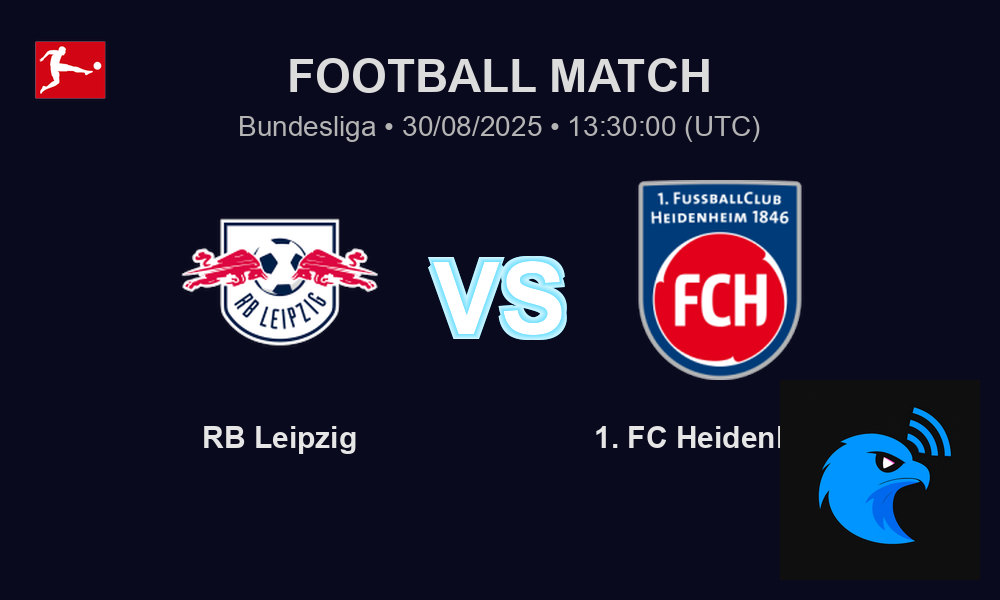 FOOTBALL MATCH
Bundesliga • 30/08/2025 • 13:30:00 (UTC)
1. FUSSBALLCLUB
HEIDENHEIM 1846
VS
FCH
RB LEIPZIG
RB Leipzig
1. FC